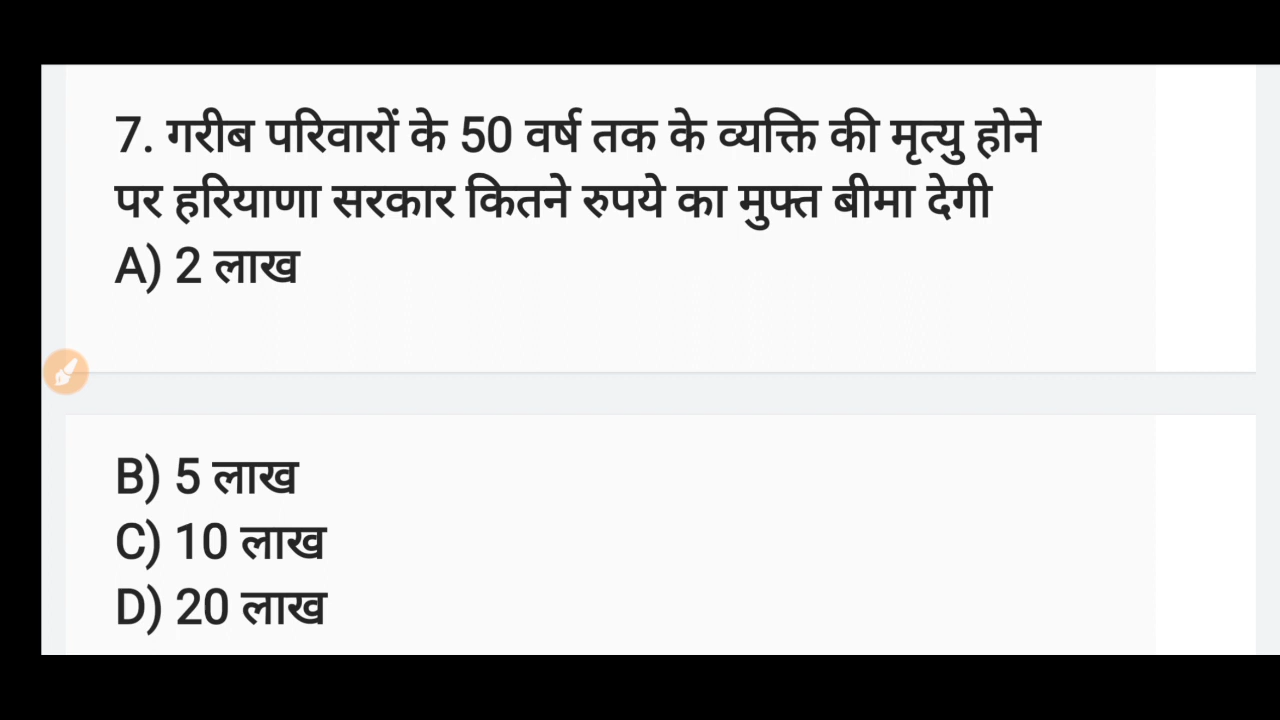 7. गरीब परिवारों के 50 वर्ष तक के व्यक्ति की मृत्यु होने
पर हरियाणा सरकार कितने रुपये का मुफ्त बीमा देगी
A) 2 लाख
B) 5 लाख
C) 10 लाख
D) 20 लाख